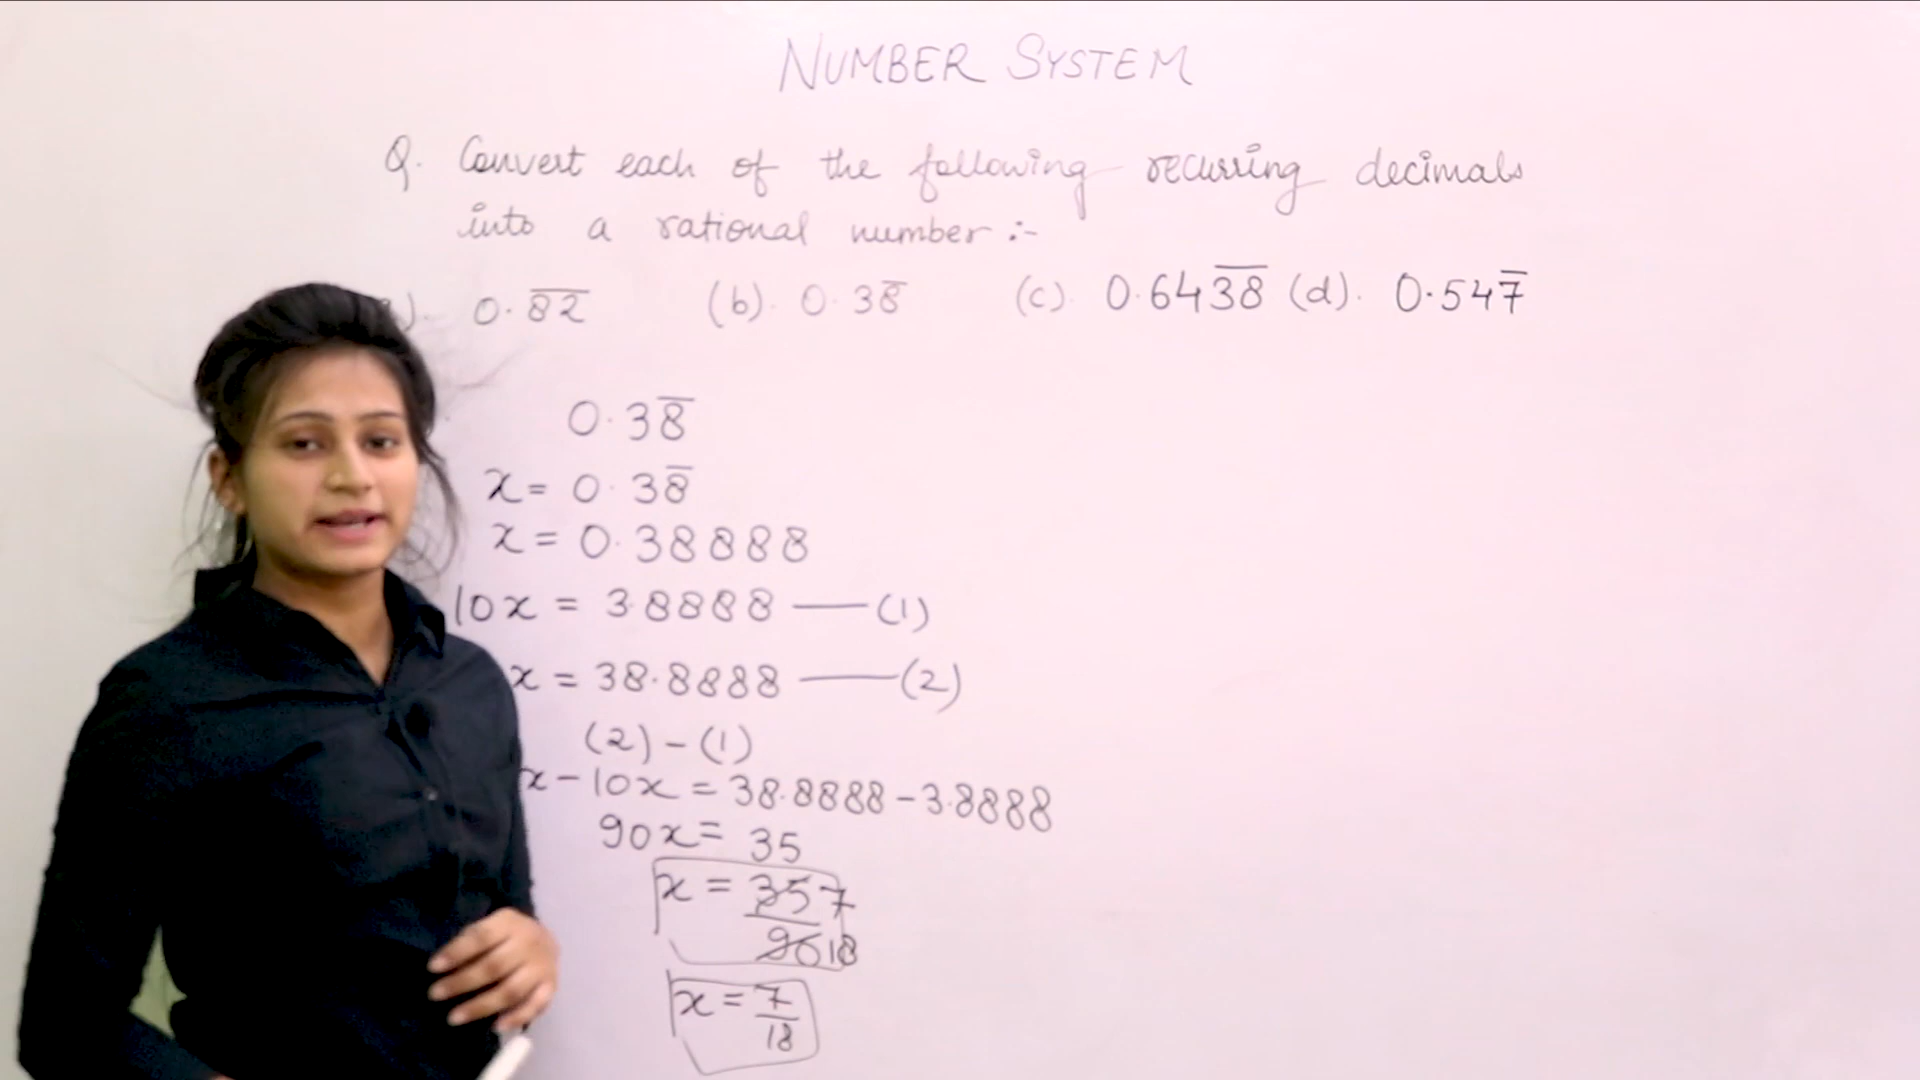 NUMBER SYSTEM
Q. Convert each of the following recurring decimals
into a rational number :-
). 0.8̅2̅ (b). 0.38̅ (c). 0.643̅8̅ (d). 0.547̅
0.38̅
x = 0.38̅
x = 0.38888
10x = 3.8888 —— (1)
x = 38.8888 —— (2)
(2) - (1)
x - 10x = 38.8888 - 3.8888
90x = 35
x = 35 7
90 18
x = 7
18